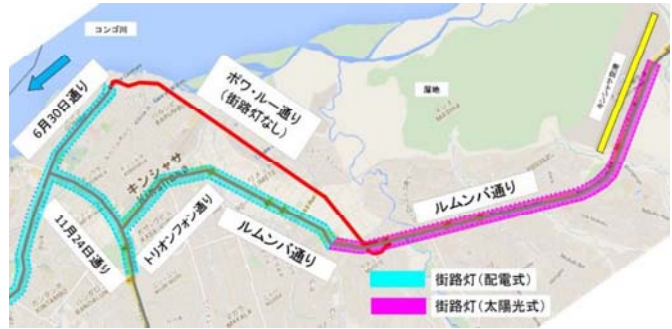 コンゴ川
6月30日通り
ポワ・ルー通り
(街路灯なし)
湿地
キンシャサ
11月24日通り
トリオンフォン通り
ルムンバ通り
ルムンバ通り
街路灯(配電式)
街路灯(太陽光式)